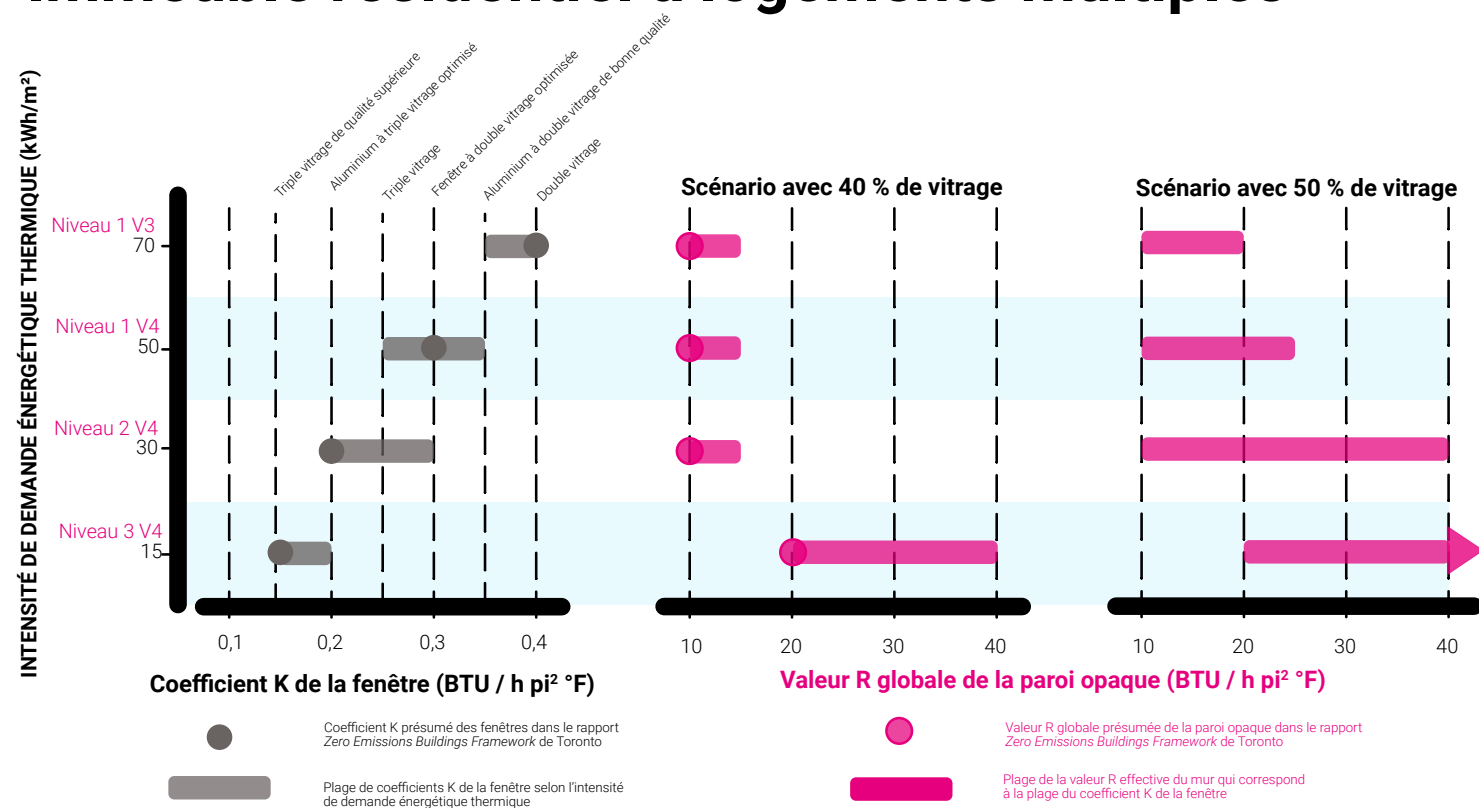 Immeuble résidentiel à logements multiples
INTENSITÉ DE DEMANDE ÉNERGÉTIQUE THERMIQUE (kWh/m²)
Triple vitrage de qualité supérieure
Aluminium à triple vitrage optimisé
Triple vitrage
Fenêtre à double vitrage optimisée
Aluminium à double vitrage de bonne qualité
Double vitrage
Scénario avec 40 % de vitrage
Scénario avec 50 % de vitrage
Niveau 1 V3
70
Niveau 1 V4
50
Niveau 2 V4
30
Niveau 3 V4
15
0,1 0,2 0,3 0,4
10 20 30 40
10 20 30 40
Coefficient K de la fenêtre (BTU / h pi² °F)
Valeur R globale de la paroi opaque (BTU / h pi² °F)
Coefficient K présumé des fenêtres dans le rapport
Zero Emissions Buildings Framework de Toronto
Plage de coefficients K de la fenêtre selon l'intensité
de demande énergétique thermique
Valeur R globale présumée de la paroi opaque dans le rapport
Zero Emissions Buildings Framework de Toronto
Plage de la valeur R effective du mur qui correspond
à la plage du coefficient K de la fenêtre